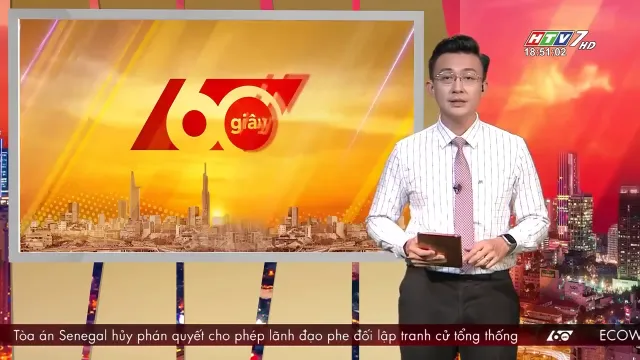 HTV7 HD
18:51:02
60 giây
Tòa án Senegal hủy phán quyết cho phép lãnh đạo phe đối lập tranh cử tổng thống
60 ECOW